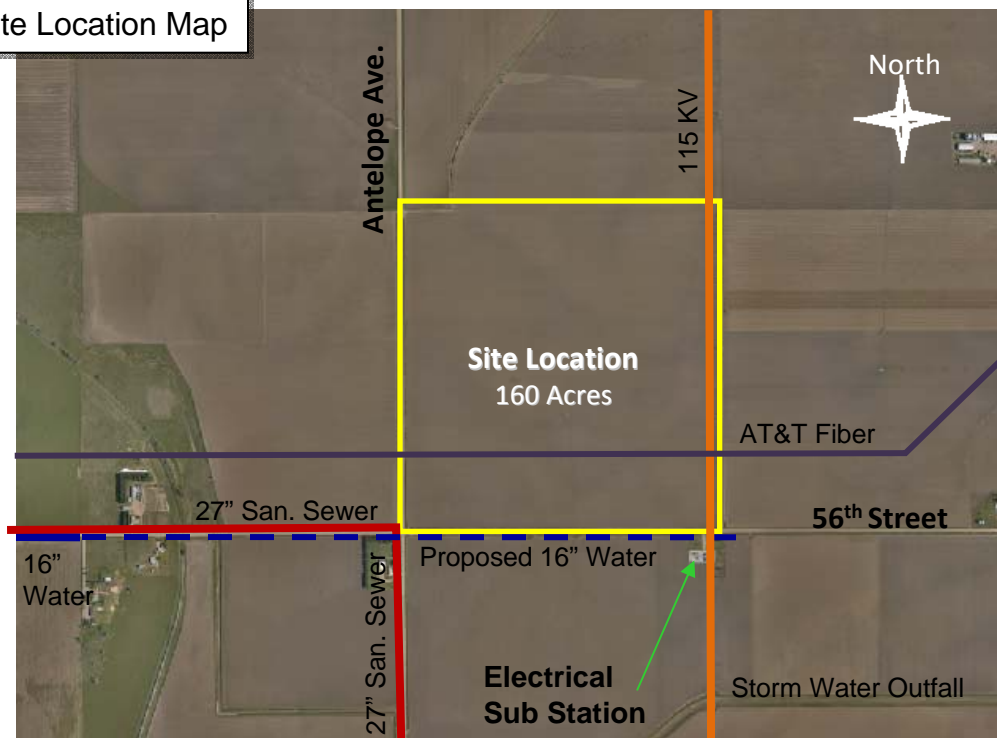 te Location Map
Antelope Ave.
115 KV
North
Site Location
160 Acres
AT&T Fiber
27” San. Sewer
56th Street
16”
Water
Proposed 16” Water
27” San. Sewer
Electrical
Sub Station
Storm Water Outfall